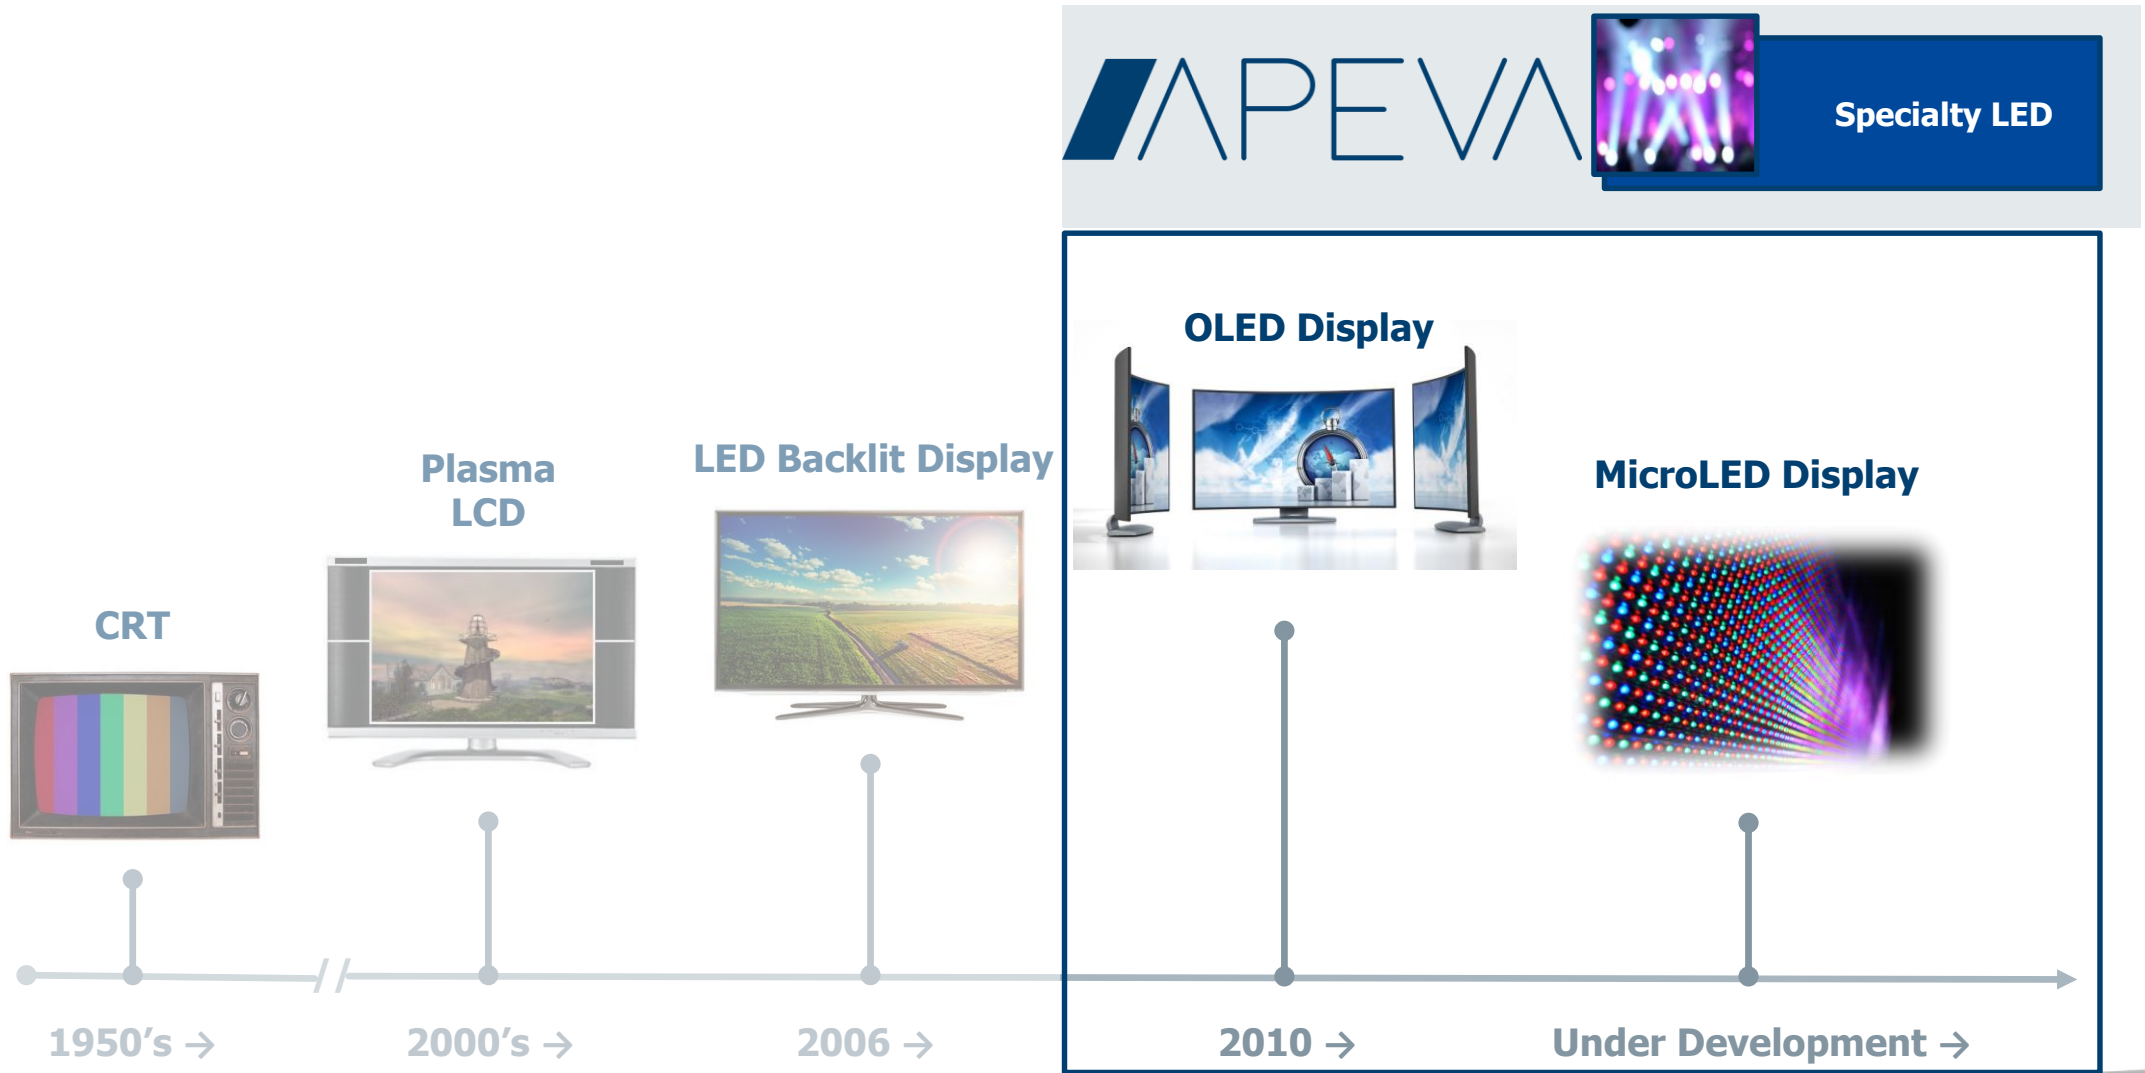 APEVA
Specialty LED
OLED Display
LED Backlit Display
Plasma
LCD
MicroLED Display
CRT
1950’s →
2000’s →
2006 →
2010 →
Under Development →